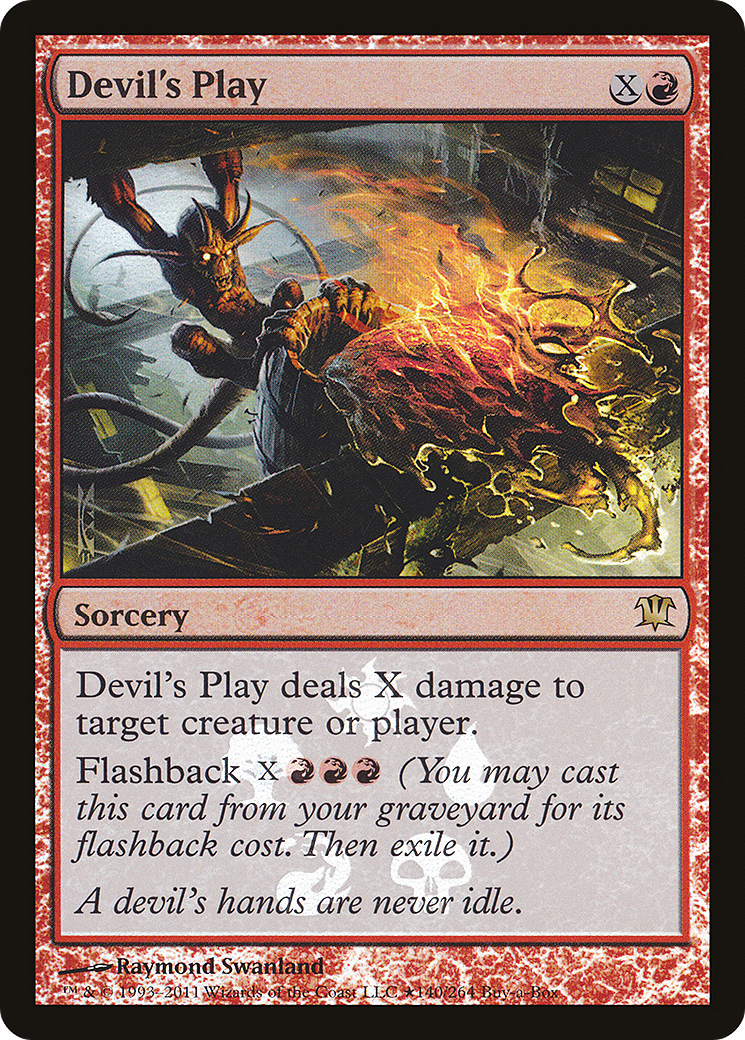 Devil's Play X
Sorcery
Devil's Play deals X damage to
target creature or player.
Flashback X (You may cast
this card from your graveyard for its
flashback cost. Then exile it.)
A devil's hands are never idle.
Raymond Swanland
™ & © 1993–2011 Wizards of the Coast LLC ★140/264 Buy-a-Box